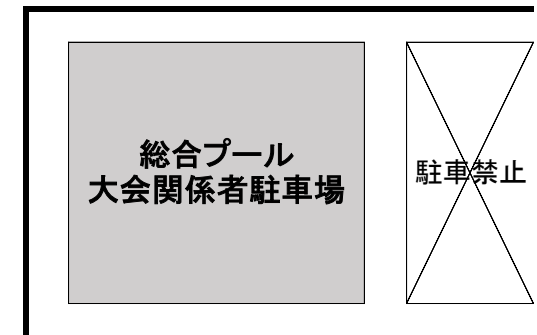 総合プール
大会関係者駐車場
駐車禁止